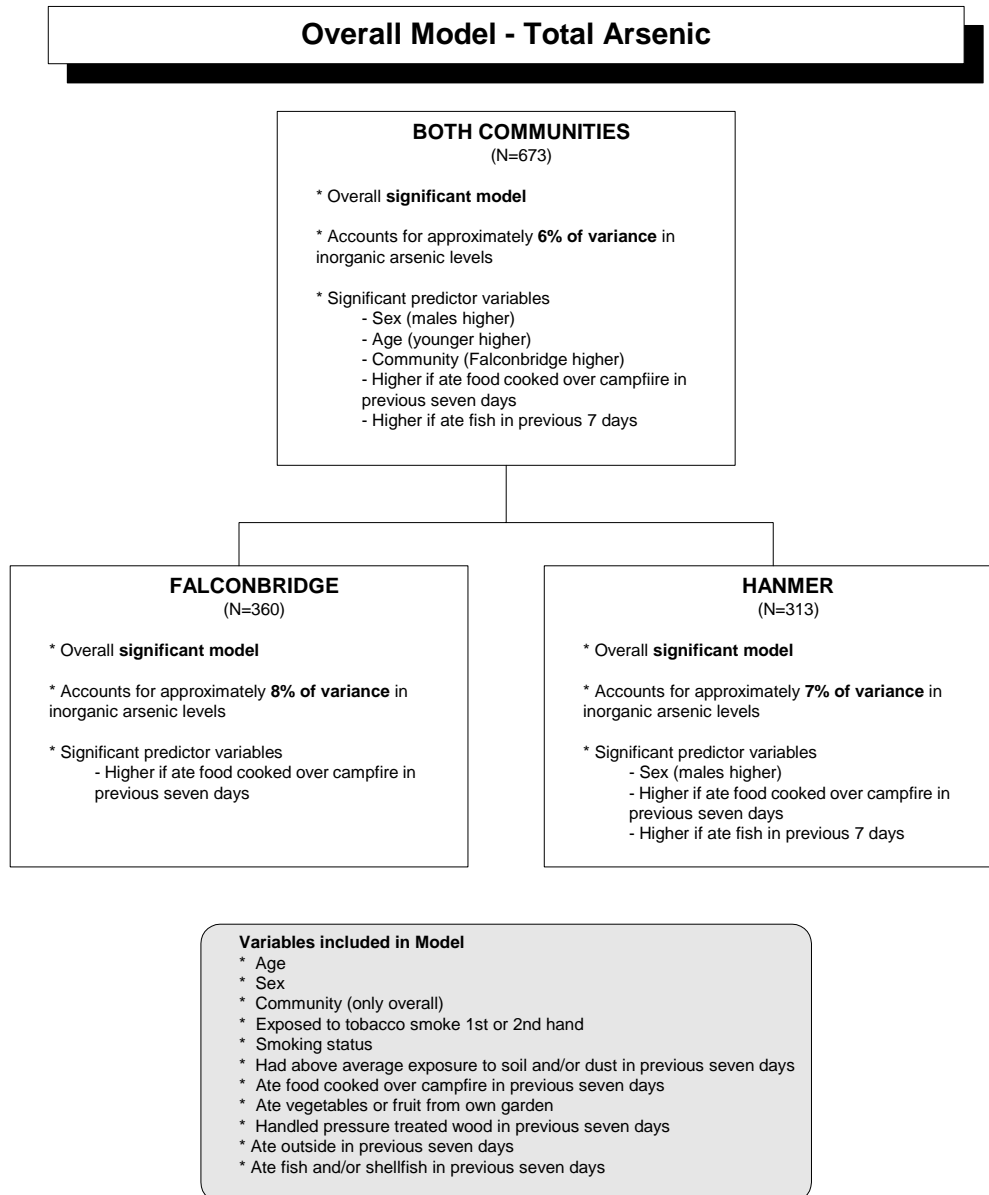 Overall Model - Total Arsenic
BOTH COMMUNITIES
(N=673)
* Overall significant model
* Accounts for approximately 6% of variance in
inorganic arsenic levels
* Significant predictor variables
- Sex (males higher)
- Age (younger higher)
- Community (Falconbridge higher)
- Higher if ate food cooked over campfiire in
previous seven days
- Higher if ate fish in previous 7 days
FALCONBRIDGE
(N=360)
* Overall significant model
* Accounts for approximately 8% of variance in
inorganic arsenic levels
* Significant predictor variables
- Higher if ate food cooked over campfire in
previous seven days
HANMER
(N=313)
* Overall significant model
* Accounts for approximately 7% of variance in
inorganic arsenic levels
* Significant predictor variables
- Sex (males higher)
- Higher if ate food cooked over campfire in
previous seven days
- Higher if ate fish in previous 7 days
Variables included in Model
* Age
* Sex
* Community (only overall)
* Exposed to tobacco smoke 1st or 2nd hand
* Smoking status
* Had above average exposure to soil and/or dust in previous seven days
* Ate food cooked over campfire in previous seven days
* Ate vegetables or fruit from own garden
* Handled pressure treated wood in previous seven days
* Ate outside in previous seven days
* Ate fish and/or shellfish in previous seven days